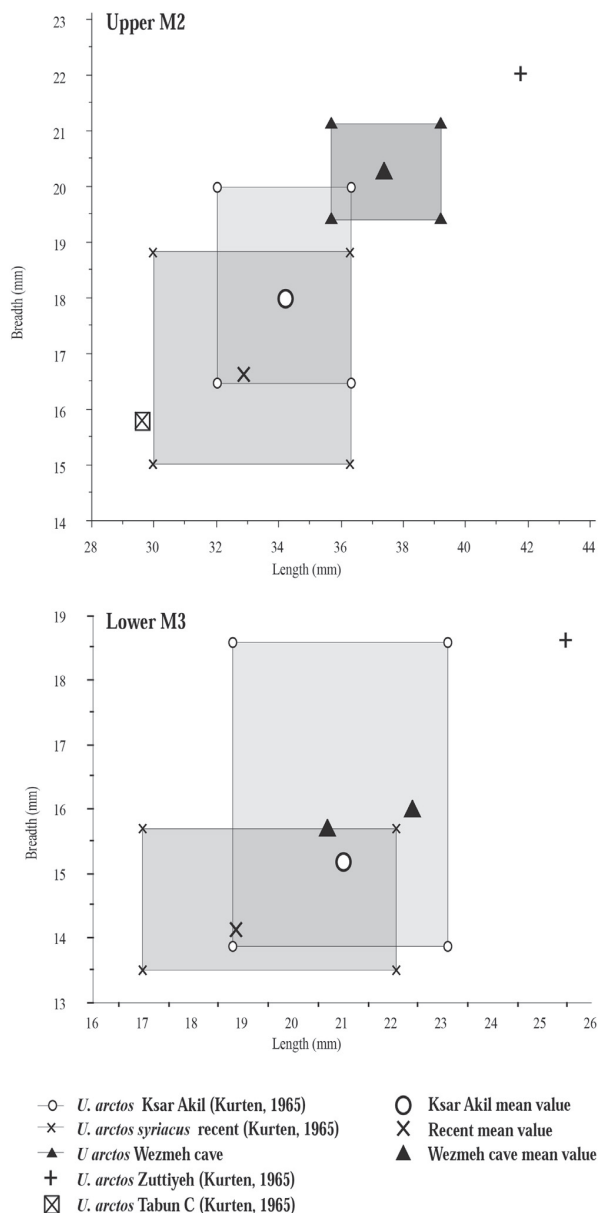 Upper M2
23
22
21
20
19
18
17
16
15
14
Breadth (mm)
28 30 32 34 36 38 40 42 44
Length (mm)
Lower M3
19
18
17
16
15
14
13
Breadth (mm)
16 17 18 19 20 21 22 24 25 26
Length (mm)
U. arctos Ksar Akil (Kurten, 1965)
U. arctos syriacus recent (Kurten, 1965)
U arctos Wezmeh cave
U. arctos Zuttiyeh (Kurten, 1965)
U. arctos Tabun C (Kurten, 1965)
Ksar Akil mean value
Recent mean value
Wezmeh cave mean value